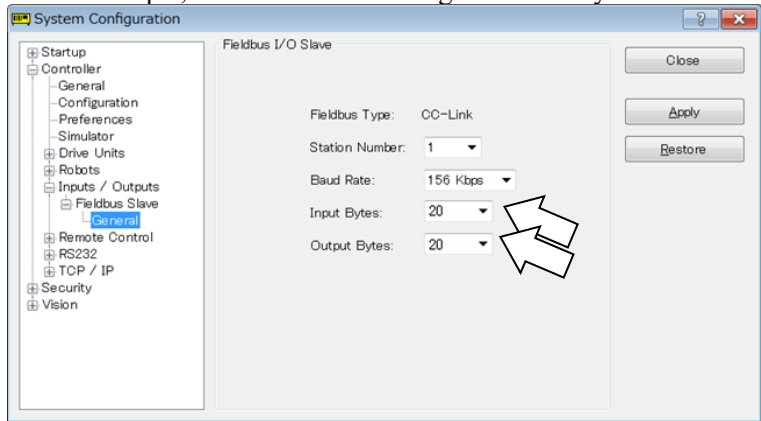 System Configuration
Startup
Controller
General
Configuration
Preferences
Simulator
Drive Units
Robots
Inputs / Outputs
Fieldbus Slave
General
Remote Control
RS232
TCP / IP
Security
Vision
Fieldbus I/O Slave
Fieldbus Type: CC-Link
Station Number: 1
Baud Rate: 156 Kbps
Input Bytes: 20
Output Bytes: 20
Close
Apply
Restore